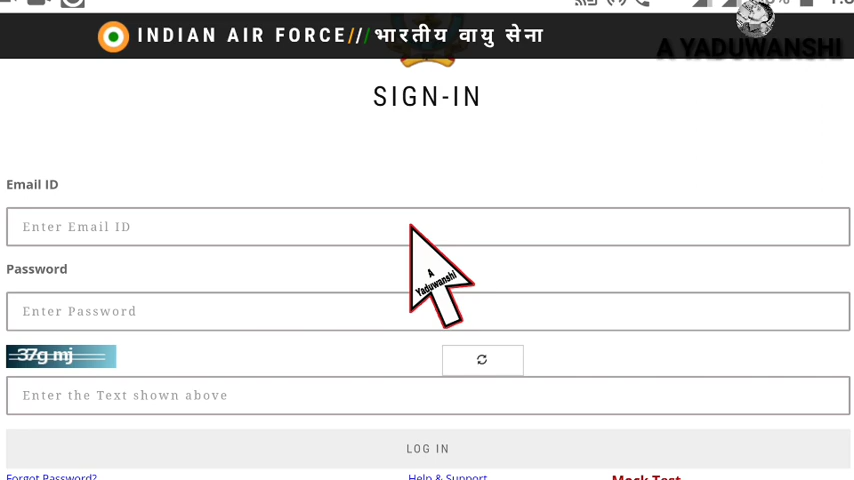 INDIAN AIR FORCE///भारतीय वायु सेना
A YADUWANSHI
SIGN-IN
Email ID
Enter Email ID
A
Yaduwanshi
Password
Enter Password
37g mj
Enter the Text shown above
LOG IN
Forgot Password?
Help & Support
Mock Test